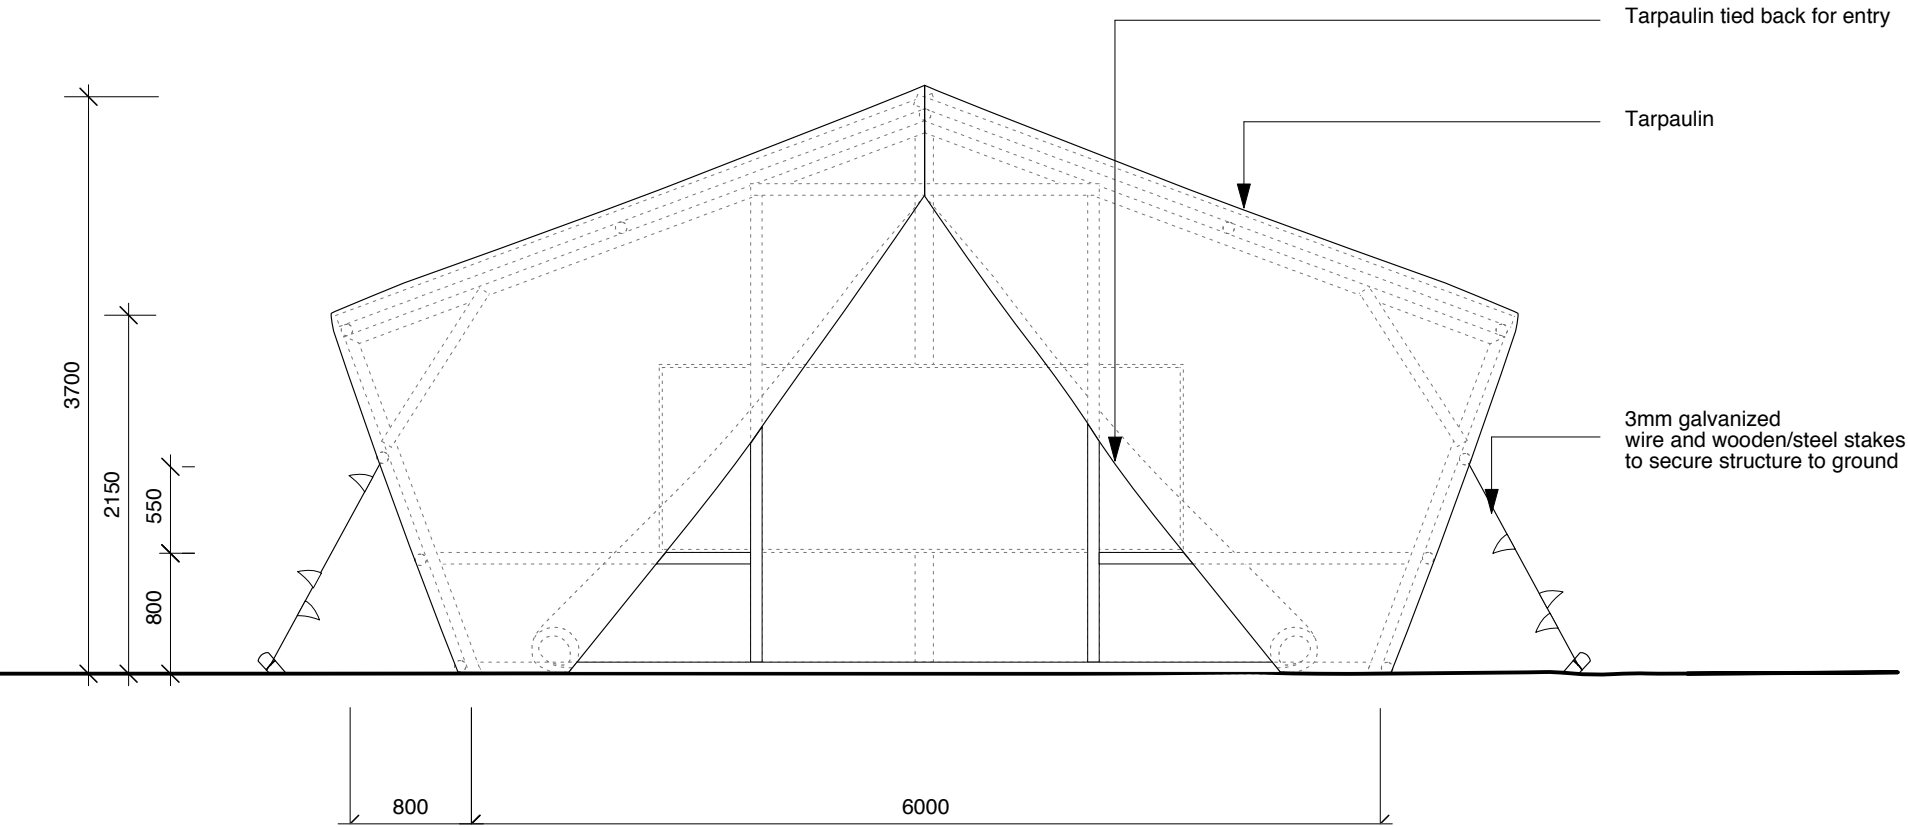 Tarpaulin tied back for entry
Tarpaulin
3mm galvanized
wire and wooden/steel stakes
to secure structure to ground
3700
2150
550
800
800
6000